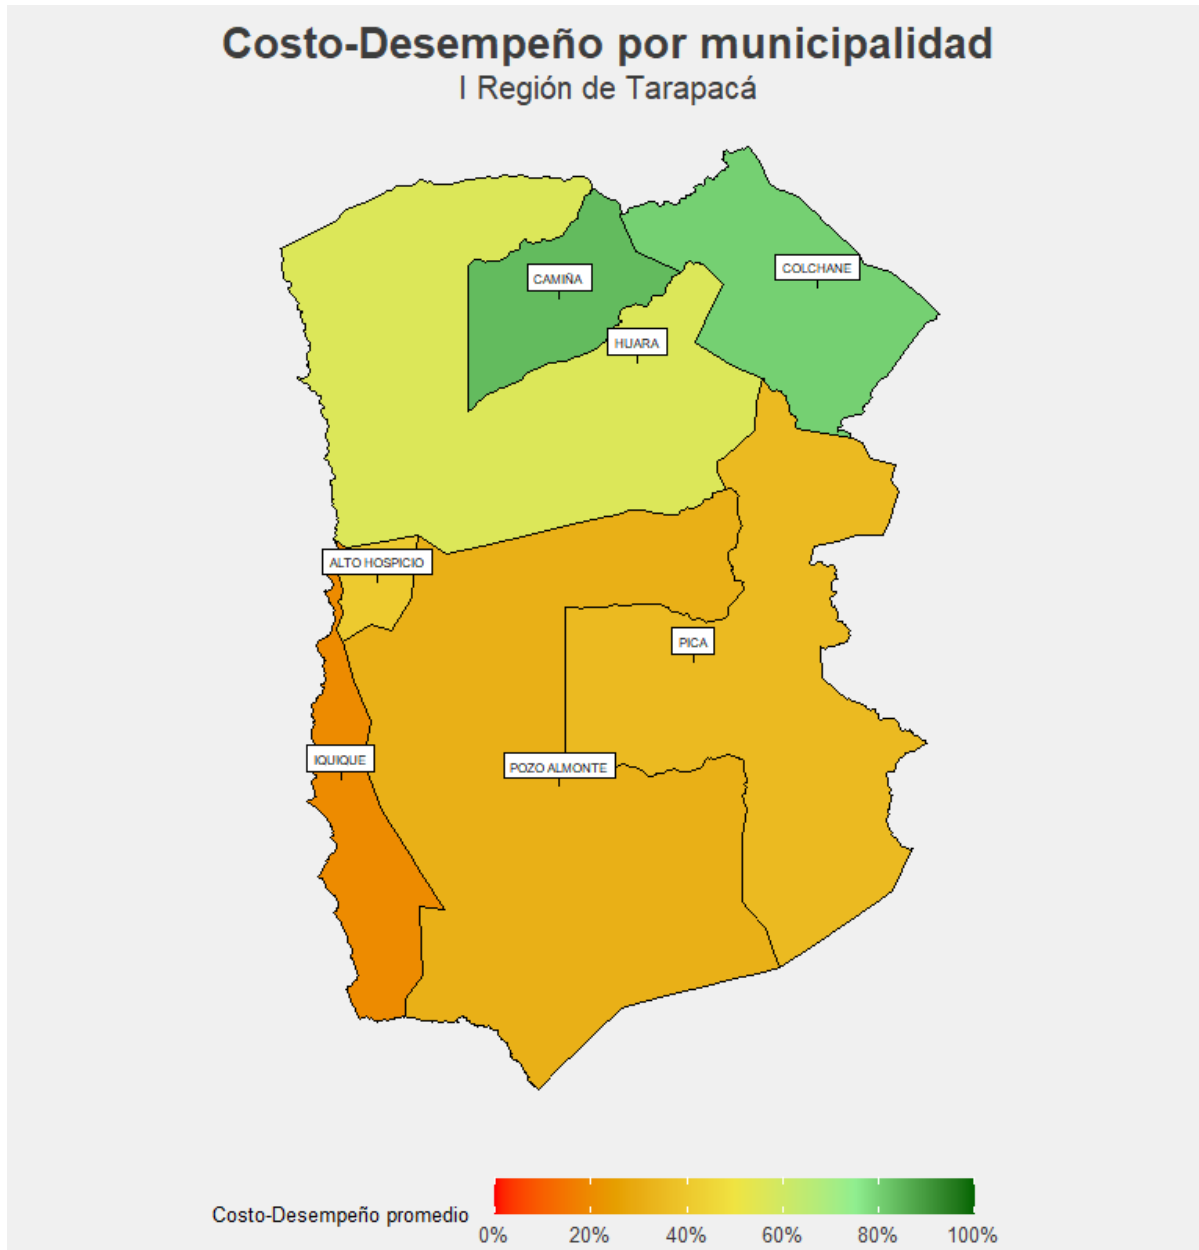 Costo-Desempeño por municipalidad
I Región de Tarapacá
COLCHANE
CAMIÑA
HUARA
ALTO HOSPICIO
PICA
IQUIQUE
POZO ALMONTE
Costo-Desempeño promedio
0% 20% 40% 60% 80% 100%